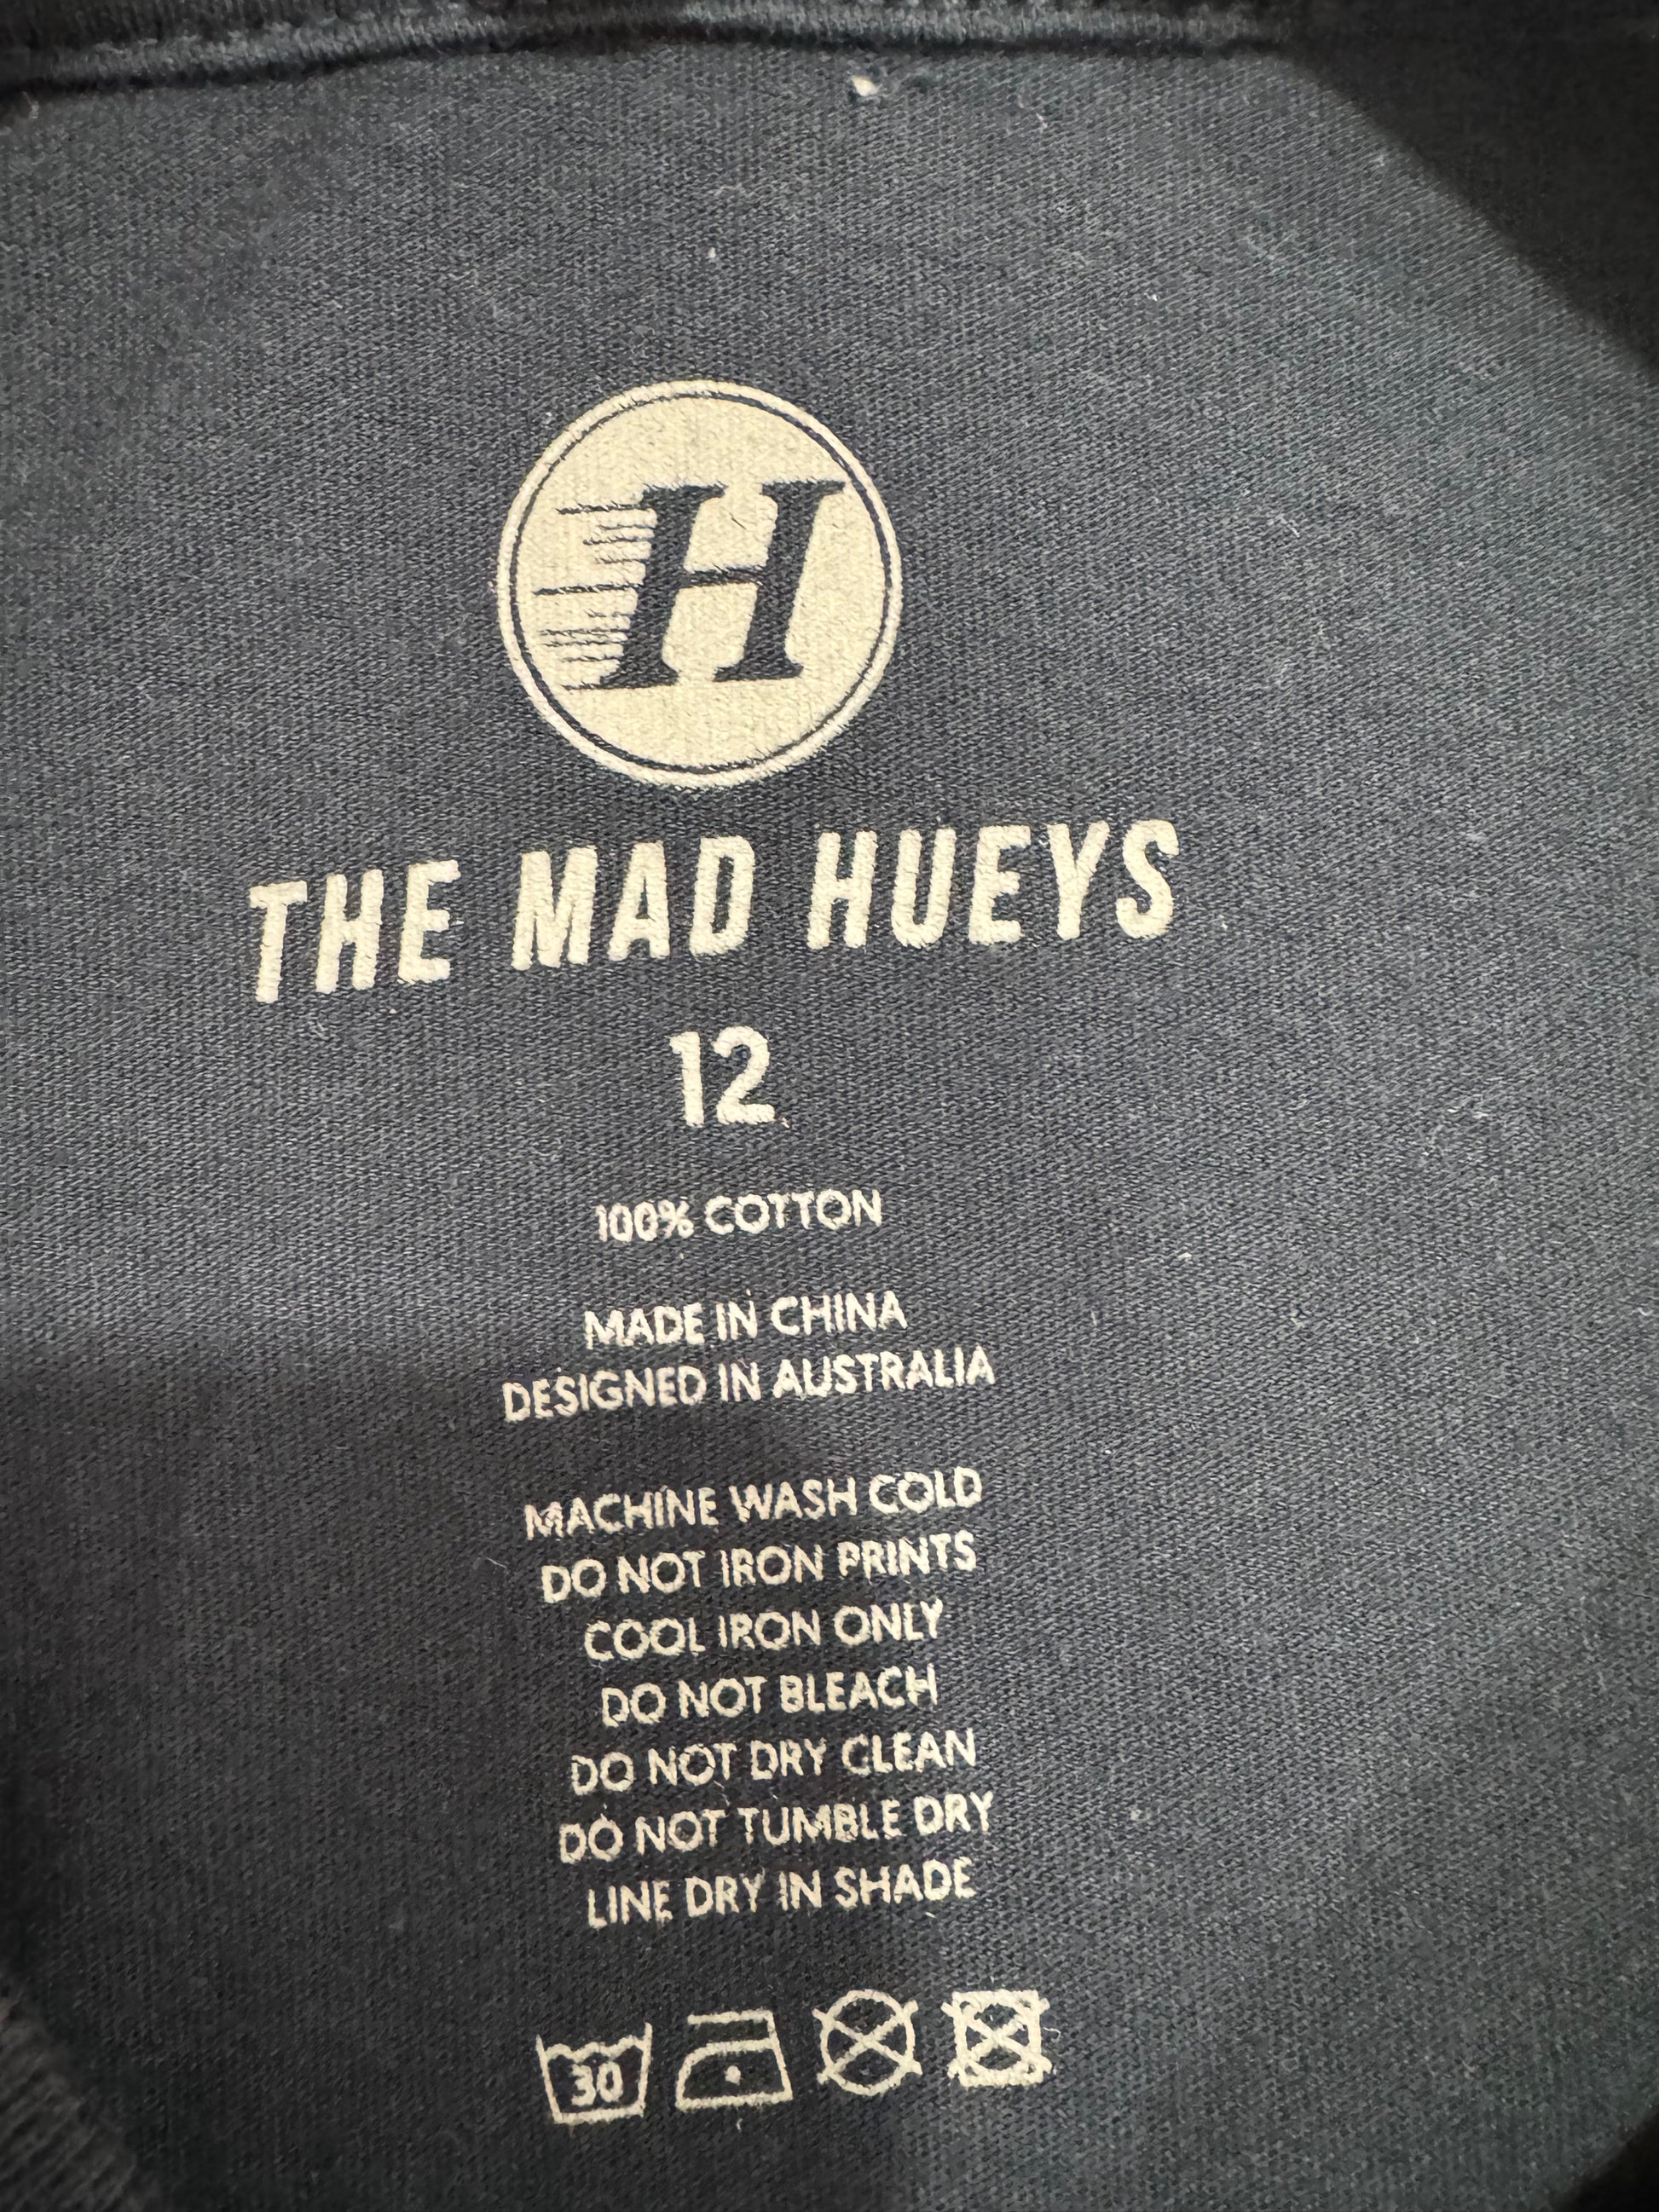 H
THE MAD HUEYS
12
100% COTTON
MADE IN CHINA
DESIGNED IN AUSTRALIA
MACHINE WASH COLD
DO NOT IRON PRINTS
COOL IRON ONLY
DO NOT BLEACH
DO NOT DRY CLEAN
DO NOT TUMBLE DRY
LINE DRY IN SHADE
30